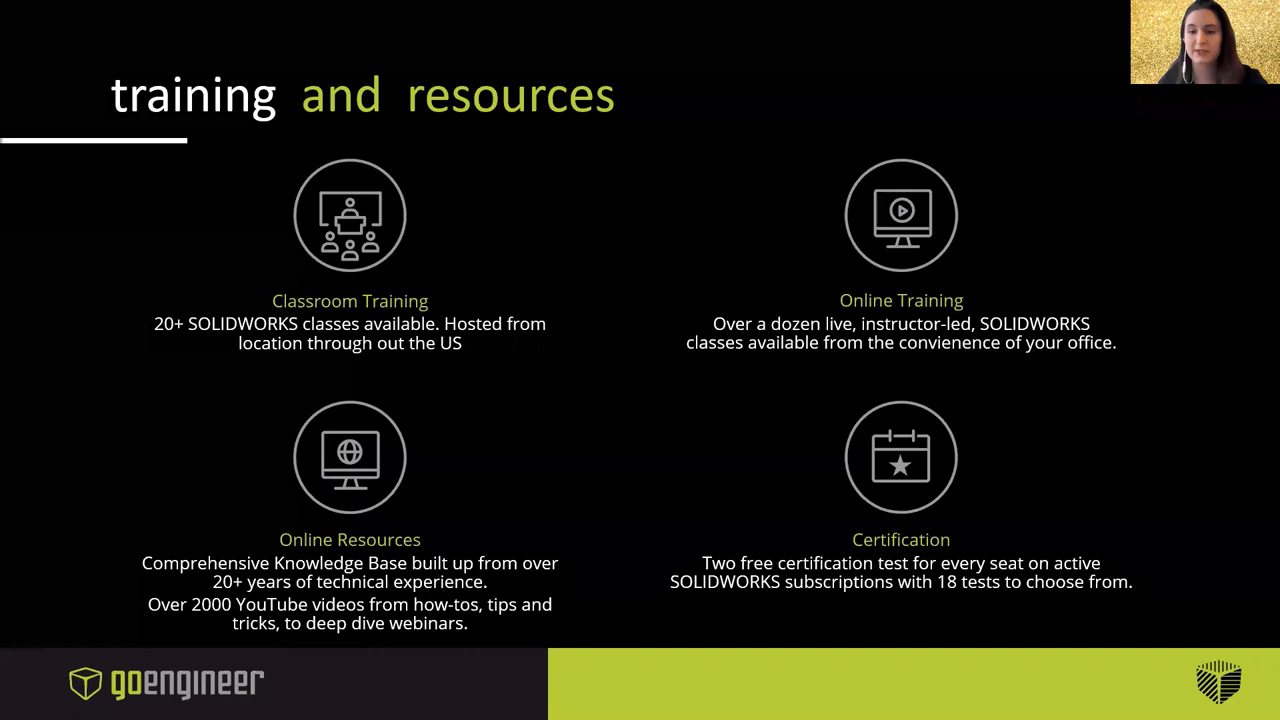 training and resources
Classroom Training
20+ SOLIDWORKS classes available. Hosted from
location through out the US
Online Training
Over a dozen live, instructor-led, SOLIDWORKS
classes available from the convienence of your office.
Online Resources
Comprehensive Knowledge Base built up from over
20+ years of technical experience.
Over 2000 YouTube videos from how-tos, tips and
tricks, to deep dive webinars.
Certification
Two free certification test for every seat on active
SOLIDWORKS subscriptions with 18 tests to choose from.
goengineer